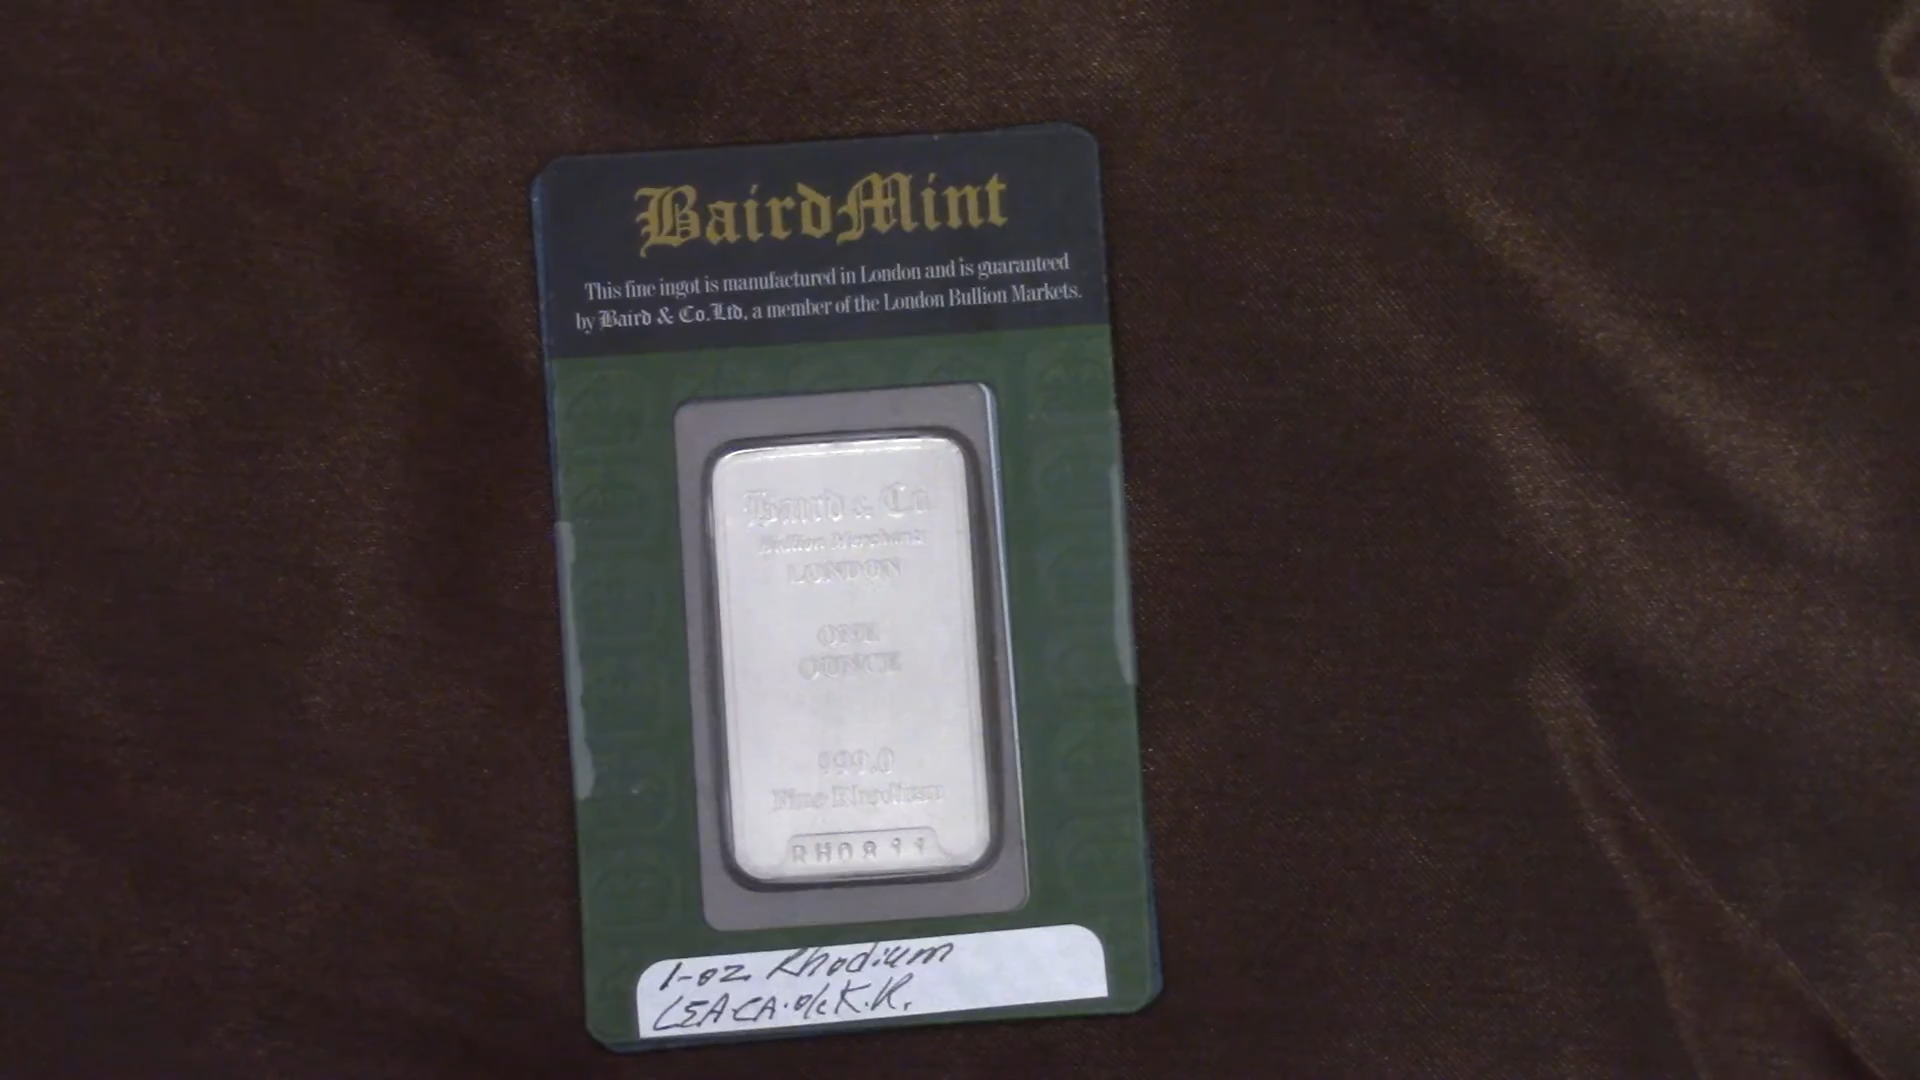 BairdMint
This fine ingot is manufactured in London and is guaranteed
by Baird & Co. Ltd, a member of the London Bullion Markets.
Baird & Co
Bullion Merchants
LONDON
ONE
OUNCE
999.0
Fine Rhodium
RH0811
1-oz. Rhodium